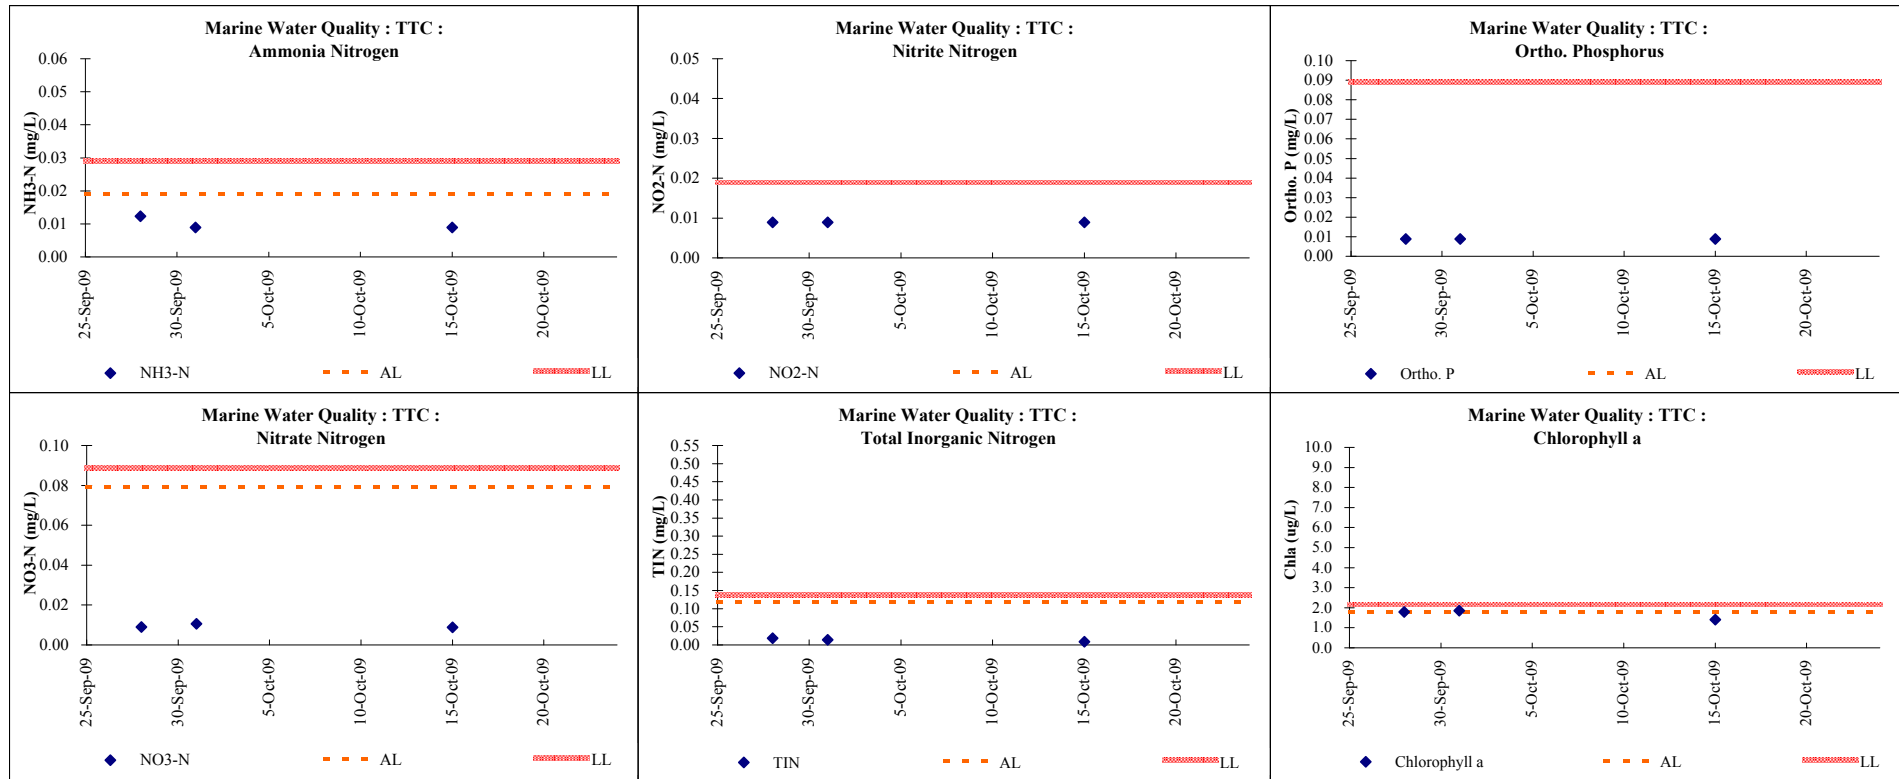 Marine Water Quality : TTC :
Ammonia Nitrogen
NH3-N (mg/L)
0.06
0.05
0.04
0.03
0.02
0.01
0.00
25-Sep-09
30-Sep-09
5-Oct-09
10-Oct-09
15-Oct-09
20-Oct-09
NH3-N
AL
LL
Marine Water Quality : TTC :
Nitrite Nitrogen
NO2-N (mg/L)
0.05
0.04
0.03
0.02
0.01
0.00
25-Sep-09
30-Sep-09
5-Oct-09
10-Oct-09
15-Oct-09
20-Oct-09
NO2-N
AL
LL
Marine Water Quality : TTC :
Ortho. Phosphorus
Ortho. P (mg/L)
0.10
0.09
0.08
0.07
0.06
0.05
0.04
0.03
0.02
0.01
0.00
25-Sep-09
30-Sep-09
5-Oct-09
10-Oct-09
15-Oct-09
20-Oct-09
Ortho. P
AL
LL
Marine Water Quality : TTC :
Nitrate Nitrogen
NO3-N (mg/L)
0.10
0.08
0.06
0.04
0.02
0.00
25-Sep-09
30-Sep-09
5-Oct-09
10-Oct-09
15-Oct-09
20-Oct-09
NO3-N
AL
LL
Marine Water Quality : TTC :
Total Inorganic Nitrogen
TIN (mg/L)
0.55
0.50
0.45
0.40
0.35
0.30
0.25
0.20
0.15
0.10
0.05
0.00
25-Sep-09
30-Sep-09
5-Oct-09
10-Oct-09
15-Oct-09
20-Oct-09
TIN
AL
LL
Marine Water Quality : TTC :
Chlorophyll a
Chla (ug/L)
10.0
9.0
8.0
7.0
6.0
5.0
4.0
3.0
2.0
1.0
0.0
25-Sep-09
30-Sep-09
5-Oct-09
10-Oct-09
15-Oct-09
20-Oct-09
Chlorophyll a
AL
LL